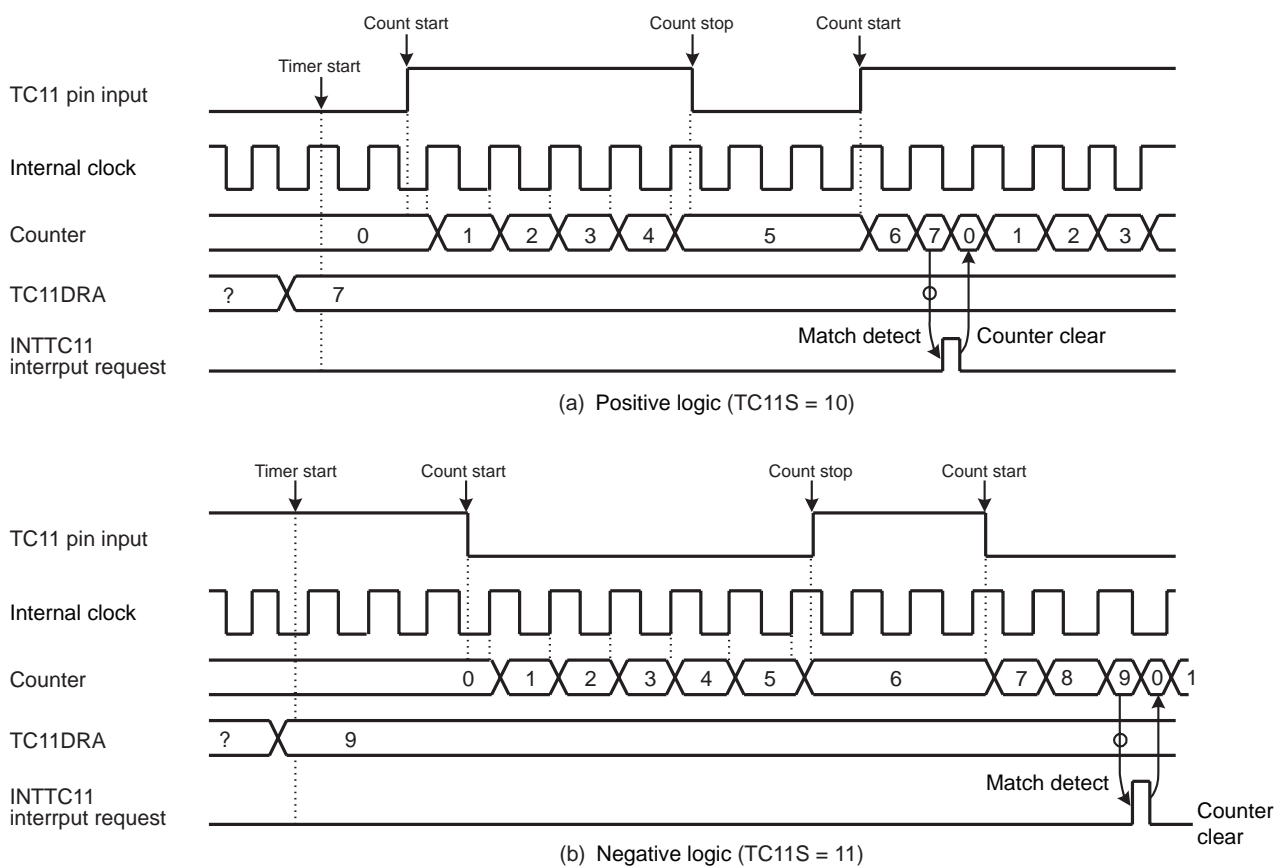 Count start Count stop Count start
Timer start
TC11 pin input
Internal clock
Counter 0 1 2 3 4 5 6 7 0 1 2 3
TC11DRA ? 7
Match detect Counter clear
INTTC11
interrput request
(a) Positive logic (TC11S = 10)
Timer start Count start Count stop Count start
TC11 pin input
Internal clock
Counter 0 1 2 3 4 5 6 7 8 9 0 1
TC11DRA ? 9
Match detect
INTTC11
interrput request
Counter
clear
(b) Negative logic (TC11S = 11)